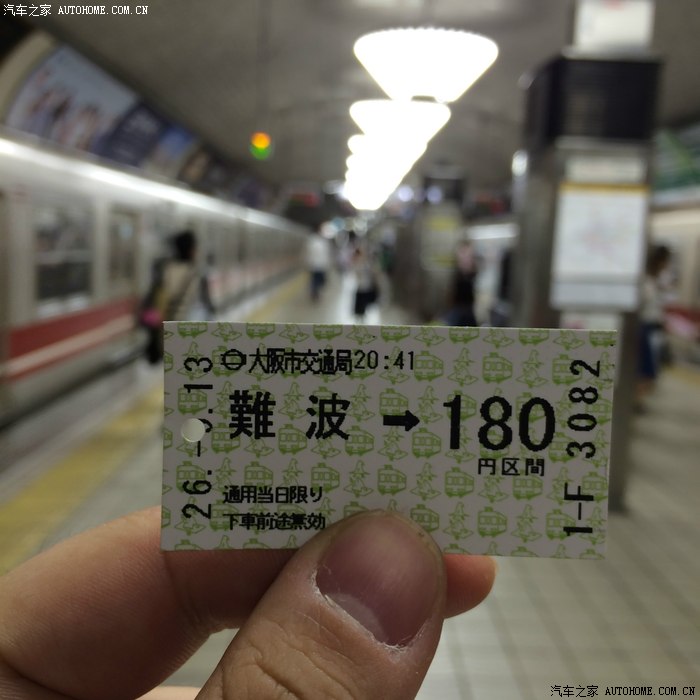 汽车之家 AUTOHOME.COM.CN
大阪市交通局20:41
難波➡180
円区間
通用当日限り
下車前途無効
1-F 3082
汽车之家 AUTOHOME.COM.CN